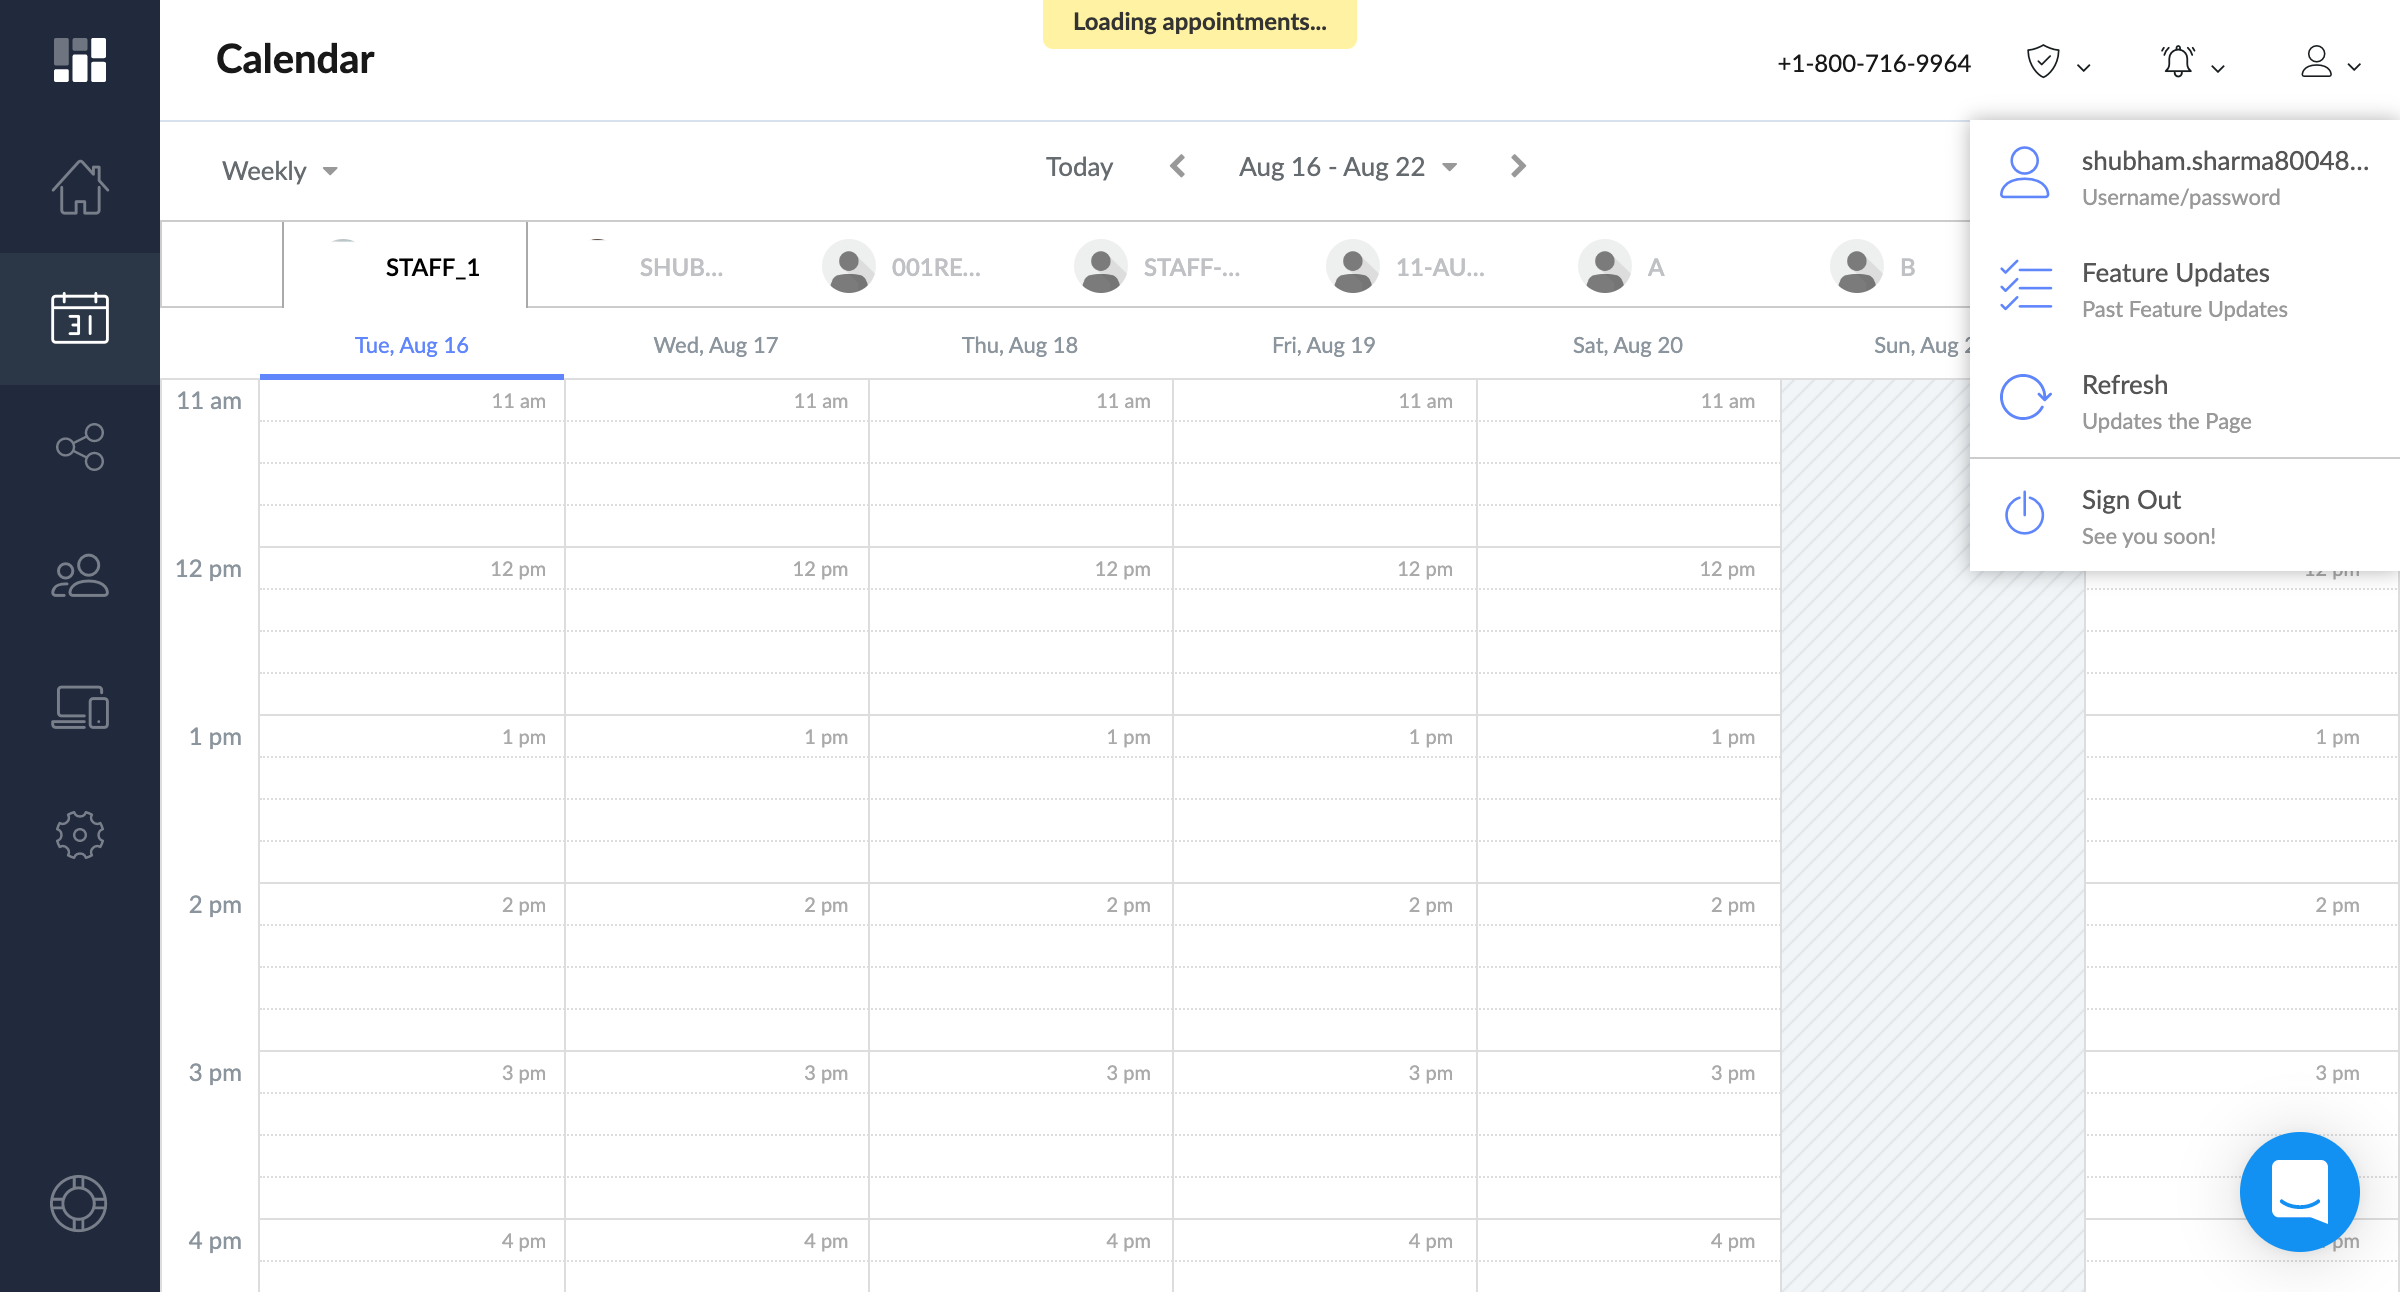 Loading appointments...
Calendar
+1-800-716-9964
Weekly
Today
Aug 16 - Aug 22
shubham.sharma80048...
Username/password
Feature Updates
Past Feature Updates
Refresh
Updates the Page
Sign Out
See you soon!
STAFF_1
SHUB...
001RE...
STAFF-...
11-AU...
A
B
Tue, Aug 16
Wed, Aug 17
Thu, Aug 18
Fri, Aug 19
Sat, Aug 20
Sun, Aug
11 am
11 am
11 am
11 am
11 am
11 am
12 pm
12 pm
12 pm
12 pm
12 pm
12 pm
12 pm
1 pm
1 pm
1 pm
1 pm
1 pm
1 pm
1 pm
2 pm
2 pm
2 pm
2 pm
2 pm
2 pm
2 pm
3 pm
3 pm
3 pm
3 pm
3 pm
3 pm
3 pm
4 pm
4 pm
4 pm
4 pm
4 pm
4 pm
pm
31